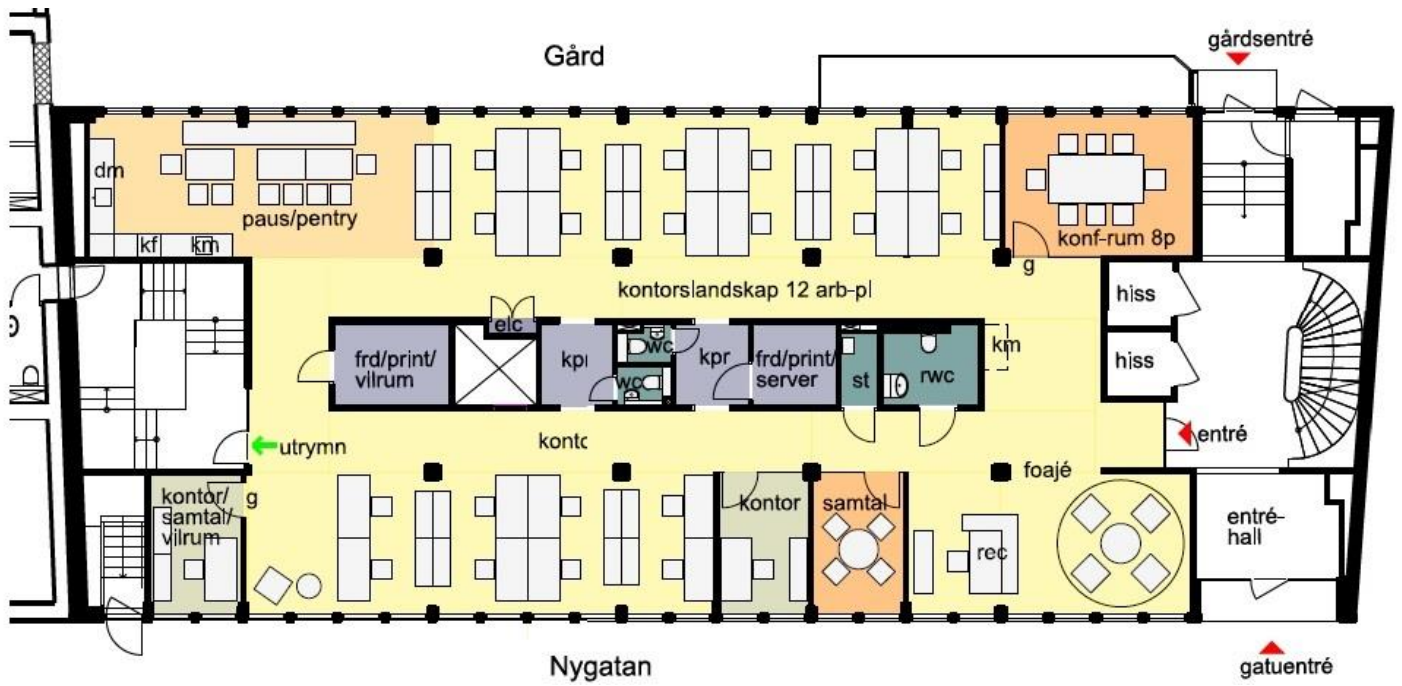 Gård
gårdsentré
dm
paus/pentry
kf
km
konf-rum 8p
g
kontorslandskap 12 arb-pl
hiss
hiss
elc
frd/print/
vilrum
kpr
wc
wc
kpr
frd/print/
server
st
rwc
km
utrymn
entré
foajé
kontor/
samtal/
vilrum
g
kontor
samtal
rec
entré-
hall
Nygatan
gatuentré